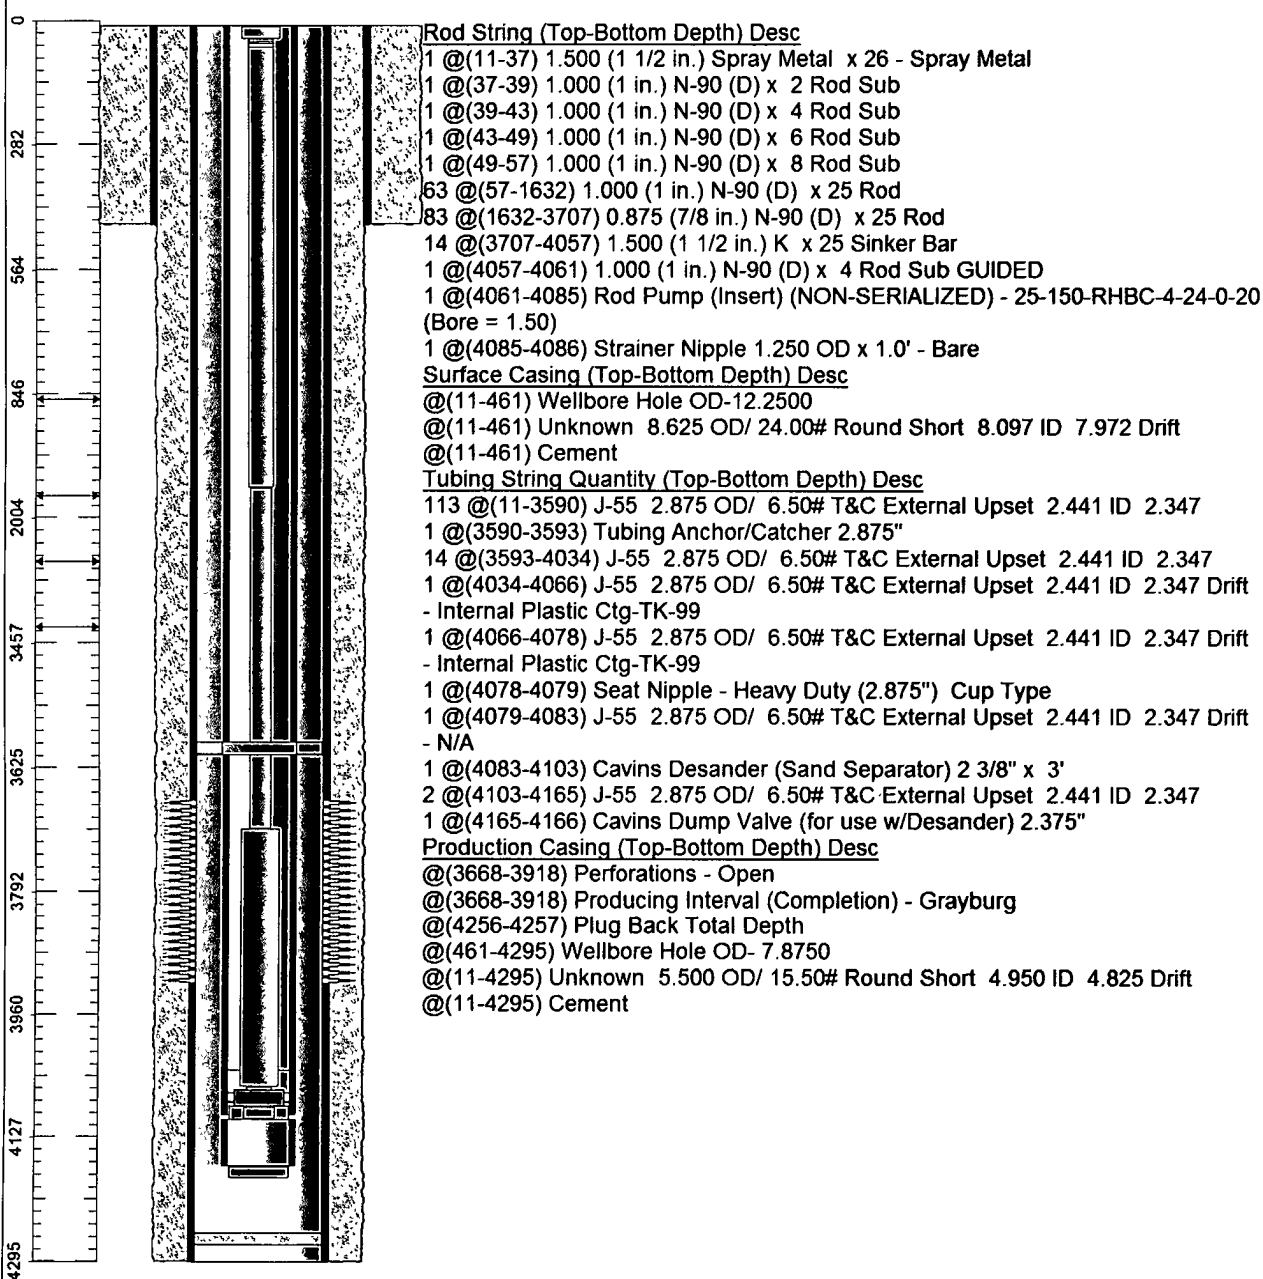 0
282
564
846
2004
3457
3625
3792
3960
4127
4295
Rod String (Top-Bottom Depth) Desc
1 @(11-37) 1.500 (1 1/2 in.) Spray Metal x 26 - Spray Metal
1 @(37-39) 1.000 (1 in.) N-90 (D) x 2 Rod Sub
1 @(39-43) 1.000 (1 in.) N-90 (D) x 4 Rod Sub
1 @(43-49) 1.000 (1 in.) N-90 (D) x 6 Rod Sub
1 @(49-57) 1.000 (1 in.) N-90 (D) x 8 Rod Sub
63 @(57-1632) 1.000 (1 in.) N-90 (D) x 25 Rod
83 @(1632-3707) 0.875 (7/8 in.) N-90 (D) x 25 Rod
14 @(3707-4057) 1.500 (1 1/2 in.) K x 25 Sinker Bar
1 @(4057-4061) 1.000 (1 in.) N-90 (D) x 4 Rod Sub GUIDED
1 @(4061-4085) Rod Pump (Insert) (NON-SERIALIZED) - 25-150-RHBC-4-24-0-20
(Bore = 1.50)
1 @(4085-4086) Strainer Nipple 1.250 OD x 1.0' - Bare
Surface Casing (Top-Bottom Depth) Desc
@(11-461) Wellbore Hole OD-12.2500
@(11-461) Unknown 8.625 OD/ 24.00# Round Short 8.097 ID 7.972 Drift
@(11-461) Cement
Tubing String Quantity (Top-Bottom Depth) Desc
113 @(11-3590) J-55 2.875 OD/ 6.50# T&C External Upset 2.441 ID 2.347
1 @(3590-3593) Tubing Anchor/Catcher 2.875"
14 @(3593-4034) J-55 2.875 OD/ 6.50# T&C External Upset 2.441 ID 2.347
1 @(4034-4066) J-55 2.875 OD/ 6.50# T&C External Upset 2.441 ID 2.347 Drift
- Internal Plastic Ctg-TK-99
1 @(4066-4078) J-55 2.875 OD/ 6.50# T&C External Upset 2.441 ID 2.347 Drift
- Internal Plastic Ctg-TK-99
1 @(4078-4079) Seat Nipple - Heavy Duty (2.875") Cup Type
1 @(4079-4083) J-55 2.875 OD/ 6.50# T&C External Upset 2.441 ID 2.347 Drift
- N/A
1 @(4083-4103) Cavins Desander (Sand Separator) 2 3/8" x 3'
2 @(4103-4165) J-55 2.875 OD/ 6.50# T&C External Upset 2.441 ID 2.347
1 @(4165-4166) Cavins Dump Valve (for use w/Desander) 2.375"
Production Casing (Top-Bottom Depth) Desc
@(3668-3918) Perforations - Open
@(3668-3918) Producing Interval (Completion) - Grayburg
@(4256-4257) Plug Back Total Depth
@(461-4295) Wellbore Hole OD- 7.8750
@(11-4295) Unknown 5.500 OD/ 15.50# Round Short 4.950 ID 4.825 Drift
@(11-4295) Cement